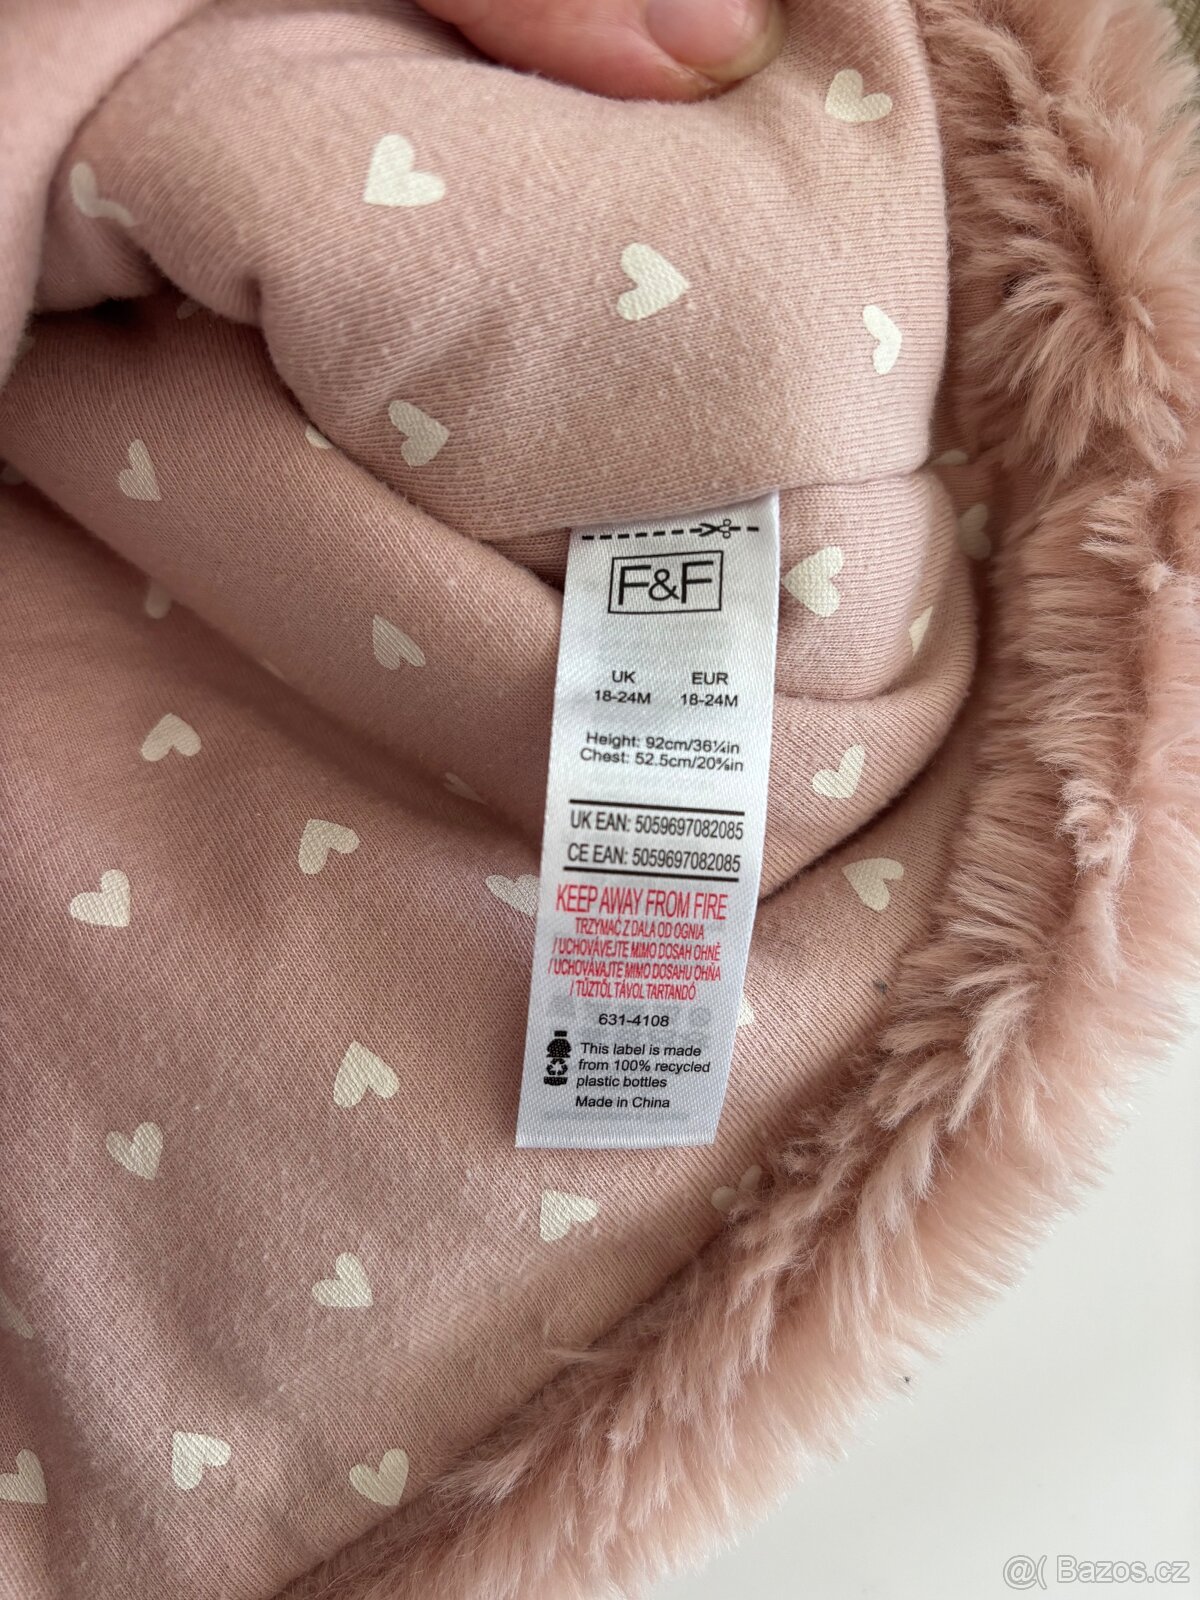 F&F
UK EUR
18-24M 18-24M
Height: 92cm/36¼in
Chest: 52.5cm/20⅝in
UK EAN: 5059697082085
CE EAN: 5059697082085
KEEP AWAY FROM FIRE
TRZYMAĆ Z DALA OD OGNIA
/ UCHOVÁVEJTE MIMO DOSAH OHNĚ
/ UCHOVÁVAJTE MIMO DOSAHU OHŇA
/ TŰZTŐL TÁVOL TARTANDÓ
631-4108
This label is made
from 100% recycled
plastic bottles
Made in China
@( Bazos.cz